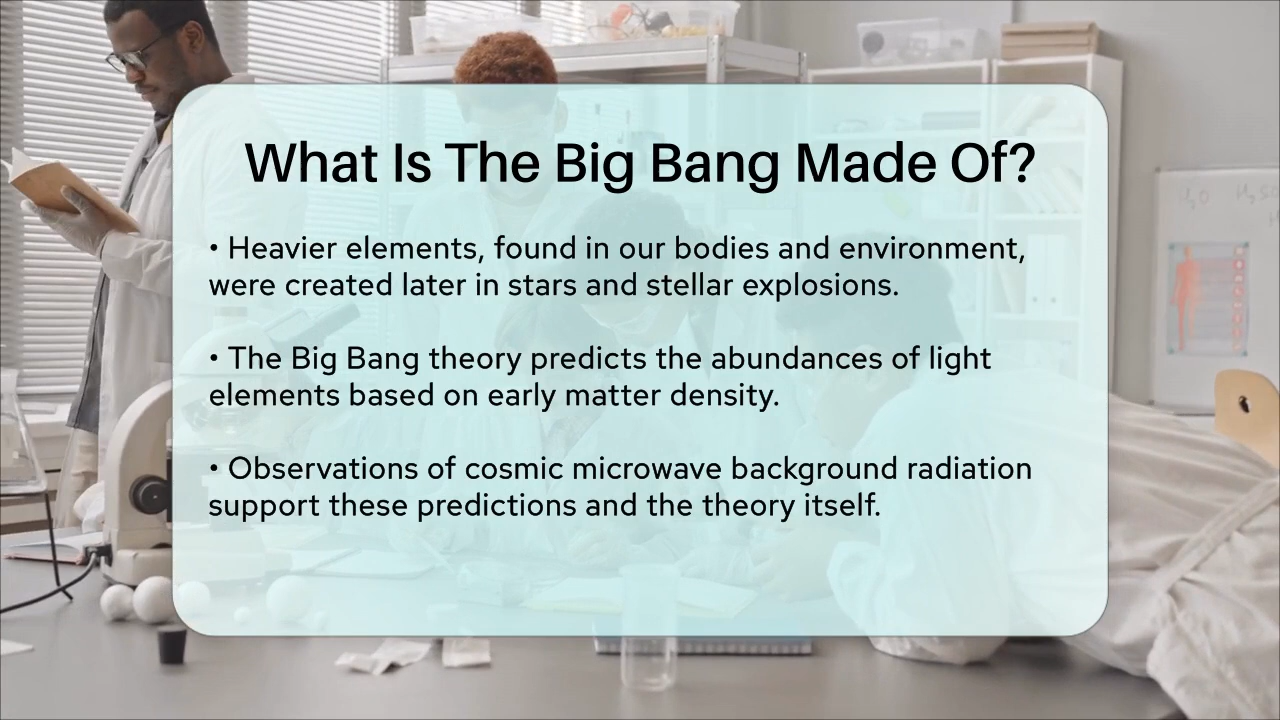 What Is The Big Bang Made Of?
• Heavier elements, found in our bodies and environment,
were created later in stars and stellar explosions.
• The Big Bang theory predicts the abundances of light
elements based on early matter density.
• Observations of cosmic microwave background radiation
support these predictions and the theory itself.
H₂O